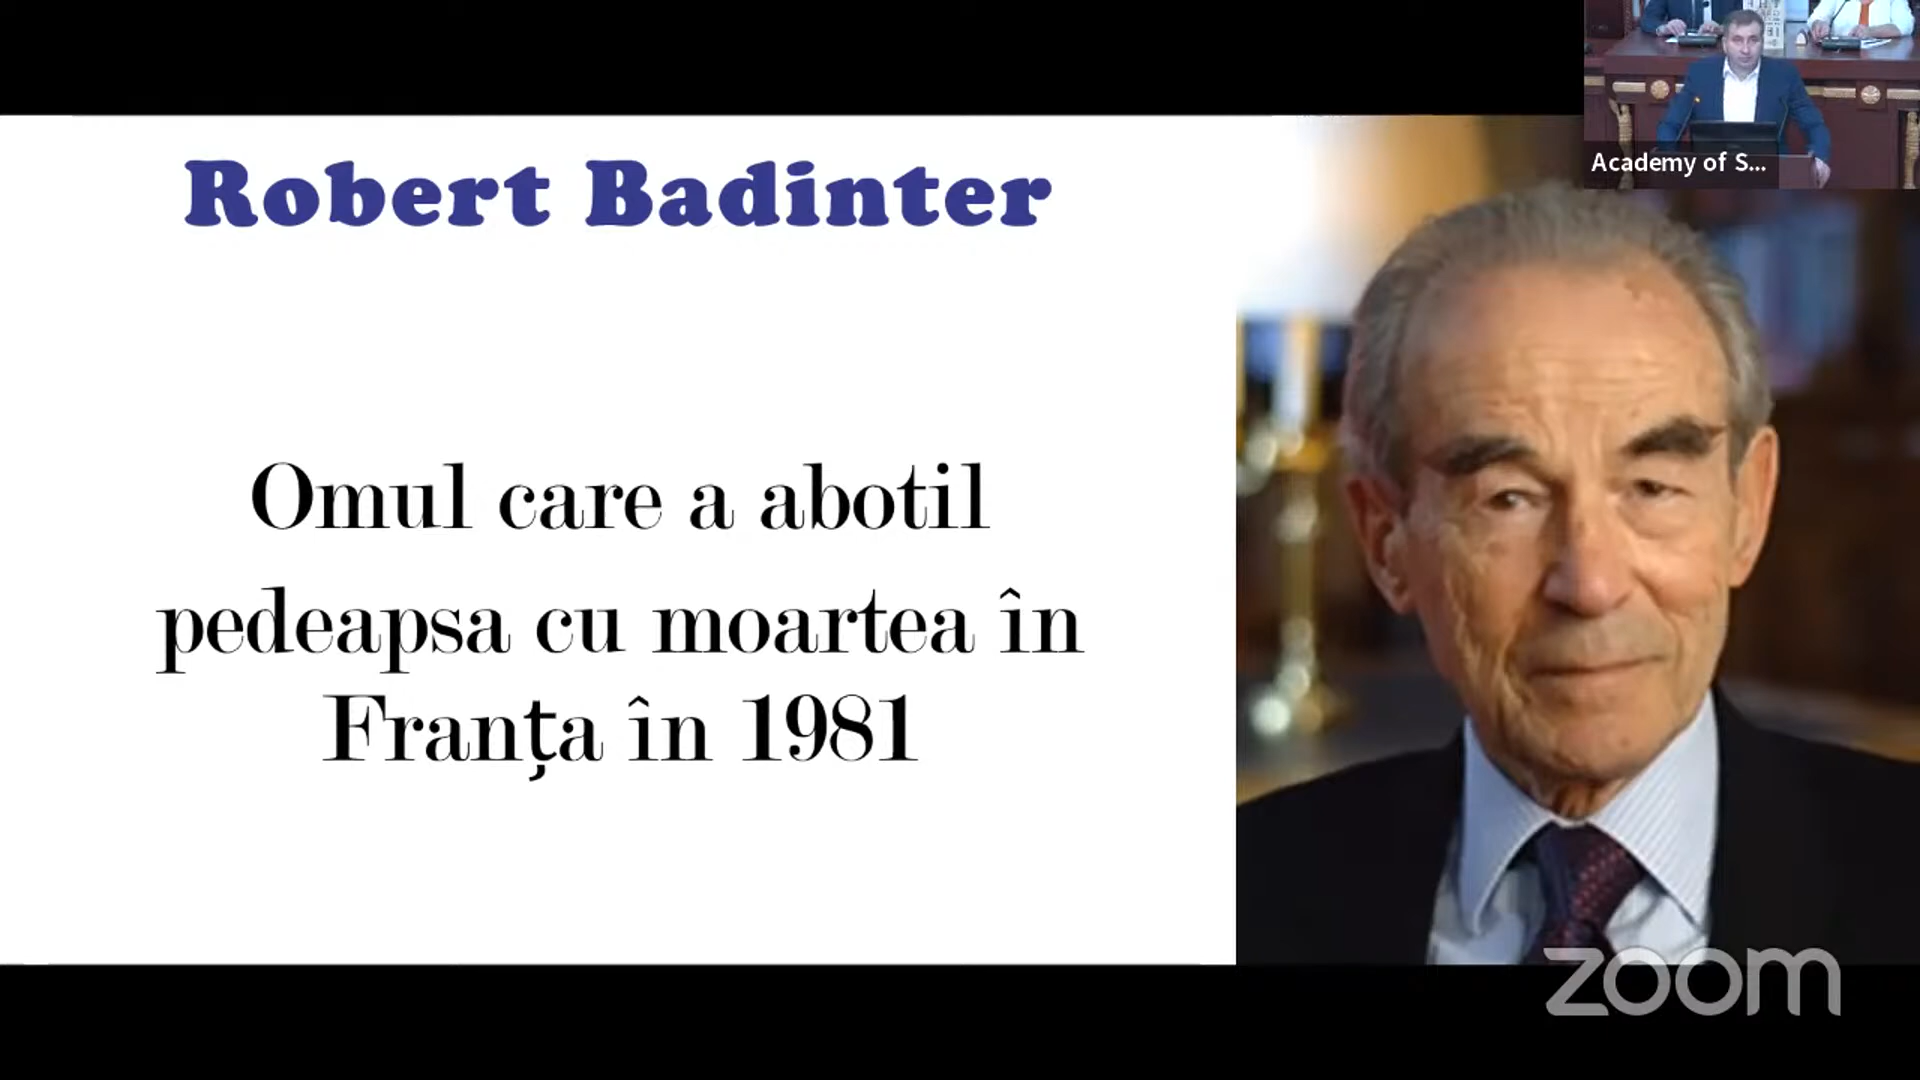 Academy of S...
Robert Badinter
Omul care a abotil
pedeapsa cu moartea în
Franța în 1981
zoom